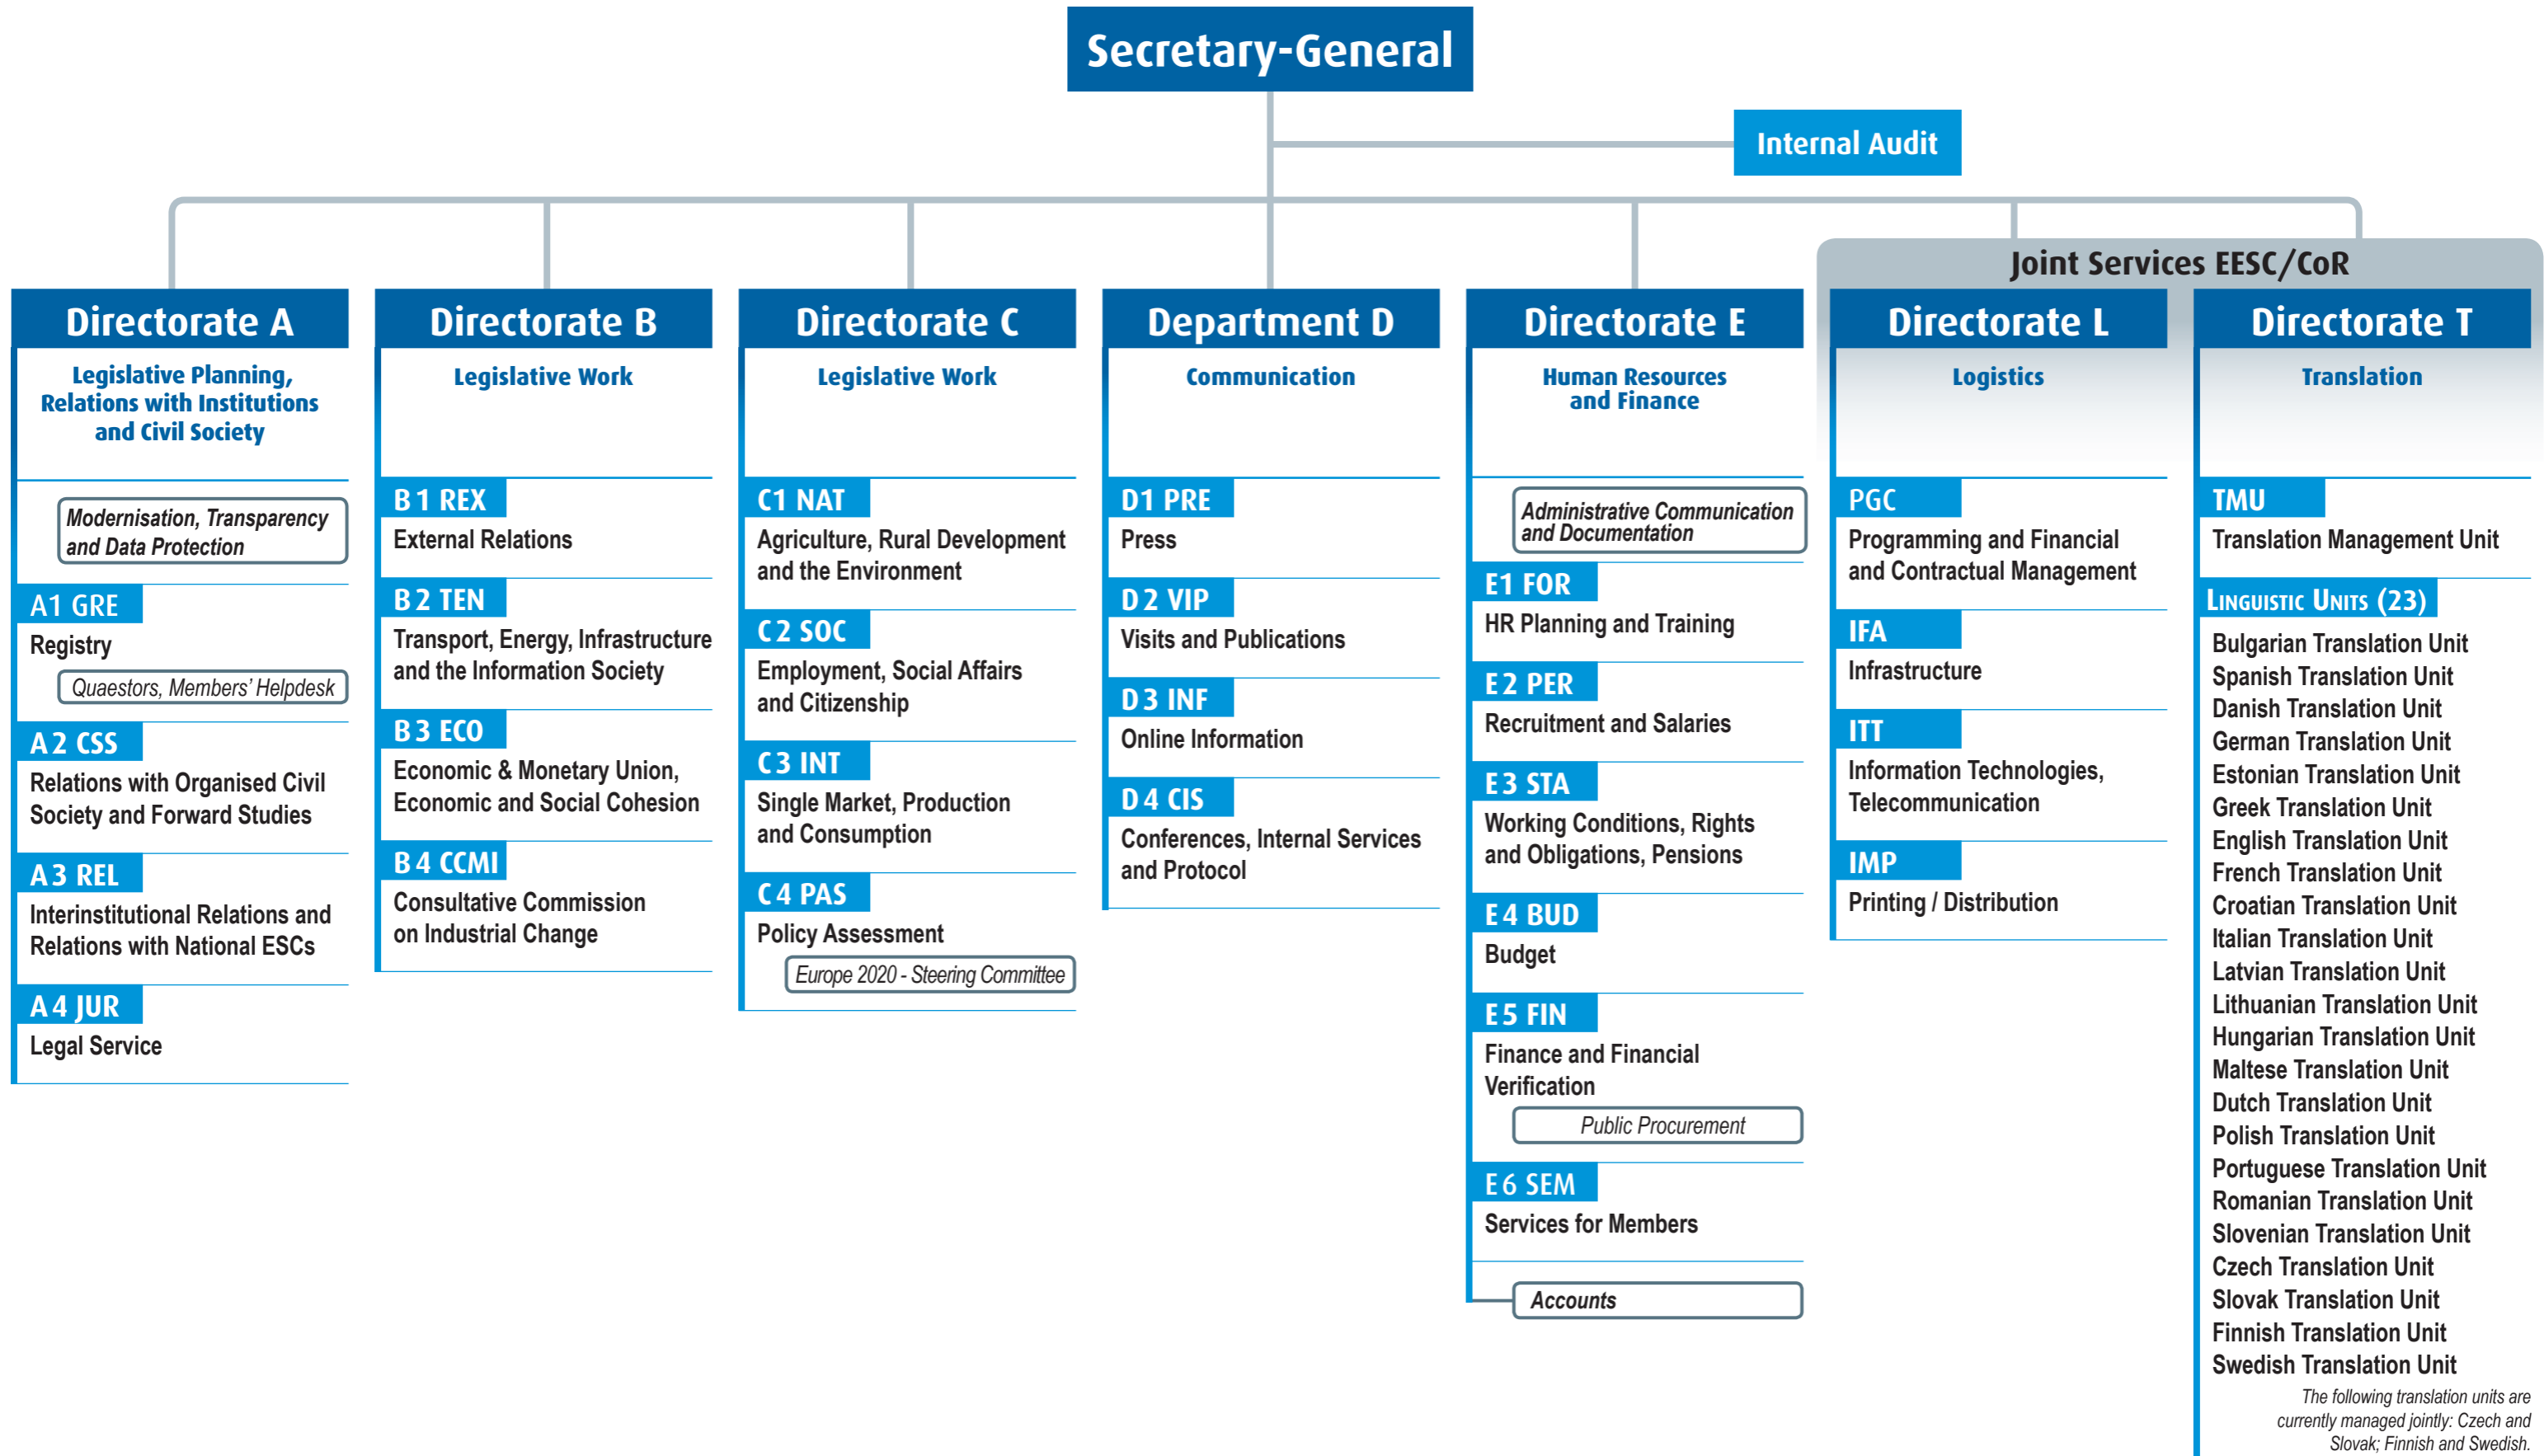 Secretary-General
Internal Audit
Joint Services EESC/CoR
Directorate A
Legislative Planning,
Relations with Institutions
and Civil Society
Modernisation, Transparency
and Data Protection
A1 GRE
Registry
Quaestors, Members' Helpdesk
A2 CSS
Relations with Organised Civil
Society and Forward Studies
A3 REL
Interinstitutional Relations and
Relations with National ESCs
A4 JUR
Legal Service
Directorate B
Legislative Work
B1 REX
External Relations
B2 TEN
Transport, Energy, Infrastructure
and the Information Society
B3 ECO
Economic & Monetary Union,
Economic and Social Cohesion
B4 CCMI
Consultative Commission
on Industrial Change
Directorate C
Legislative Work
C1 NAT
Agriculture, Rural Development
and the Environment
C2 SOC
Employment, Social Affairs
and Citizenship
C3 INT
Single Market, Production
and Consumption
C4 PAS
Policy Assessment
Europe 2020 - Steering Committee
Department D
Communication
D1 PRE
Press
D2 VIP
Visits and Publications
D3 INF
Online Information
D4 CIS
Conferences, Internal Services
and Protocol
Directorate E
Human Resources
and Finance
Administrative Communication
and Documentation
E1 FOR
HR Planning and Training
E2 PER
Recruitment and Salaries
E3 STA
Working Conditions, Rights
and Obligations, Pensions
E4 BUD
Budget
E5 FIN
Finance and Financial
Verification
Public Procurement
E6 SEM
Services for Members
Accounts
Directorate L
Logistics
PGC
Programming and Financial
and Contractual Management
IFA
Infrastructure
ITT
Information Technologies,
Telecommunication
IMP
Printing / Distribution
Directorate T
Translation
TMU
Translation Management Unit
Linguistic Units (23)
Bulgarian Translation Unit
Spanish Translation Unit
Danish Translation Unit
German Translation Unit
Estonian Translation Unit
Greek Translation Unit
English Translation Unit
French Translation Unit
Croatian Translation Unit
Italian Translation Unit
Latvian Translation Unit
Lithuanian Translation Unit
Hungarian Translation Unit
Maltese Translation Unit
Dutch Translation Unit
Polish Translation Unit
Portuguese Translation Unit
Romanian Translation Unit
Slovenian Translation Unit
Czech Translation Unit
Slovak Translation Unit
Finnish Translation Unit
Swedish Translation Unit
The following translation units are
currently managed jointly: Czech and
Slovak; Finnish and Swedish.